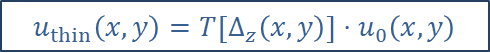 u_thin(x, y) = T[Δ_z(x, y)] · u_0(x, y)